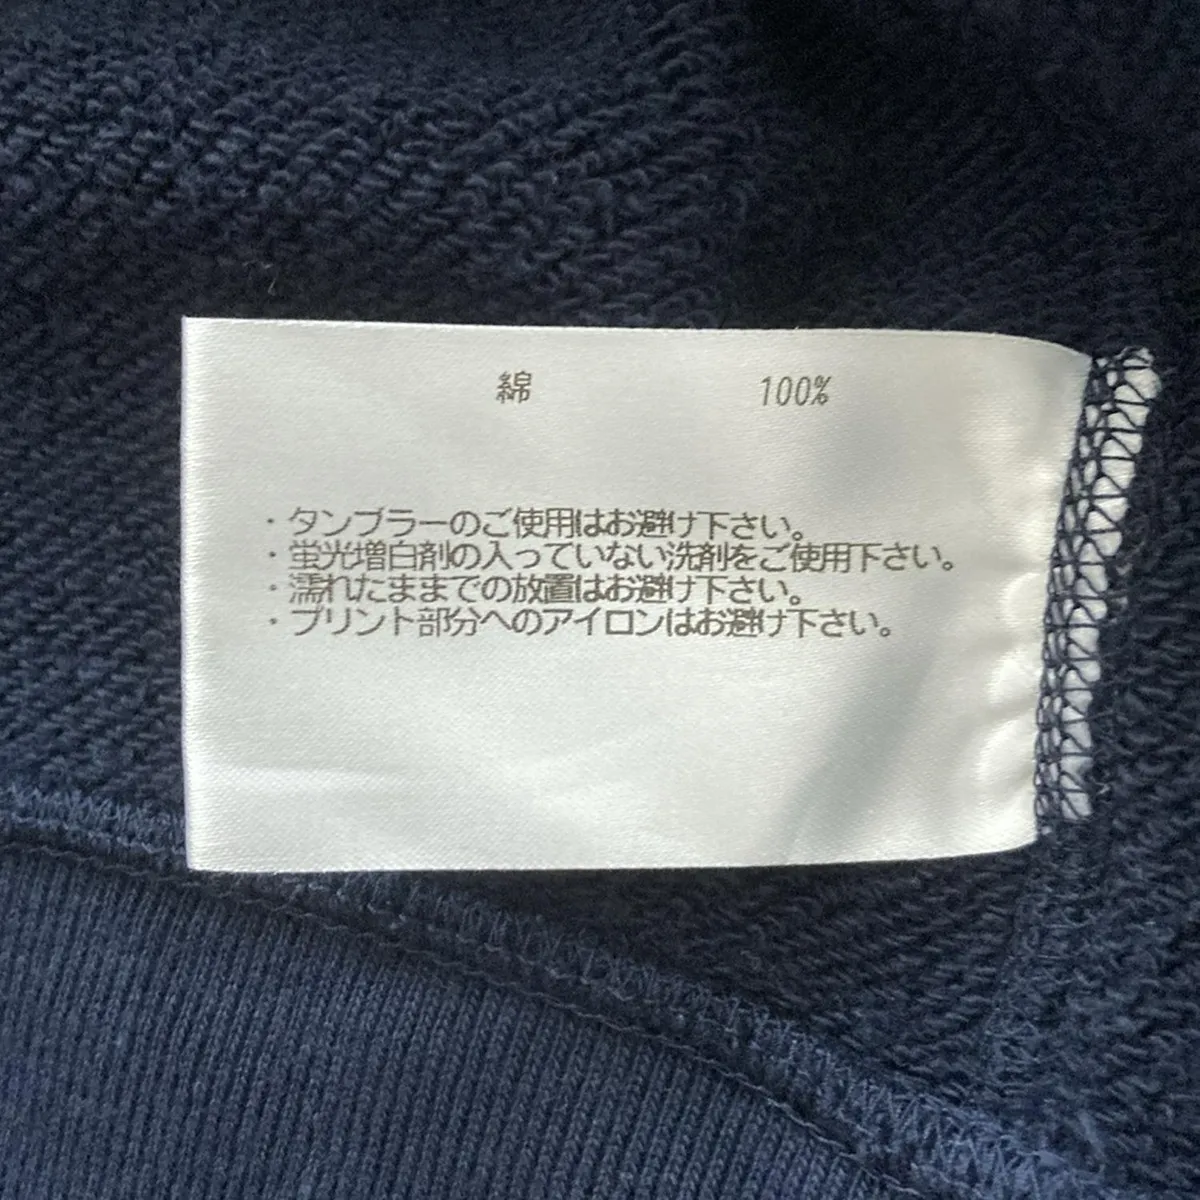 綿 100%
・タンブラーのご使用はお避け下さい。
・蛍光増白剤の入っていない洗剤をご使用下さい。
・濡れたままでの放置はお避け下さい。
・プリント部分へのアイロンはお避け下さい。